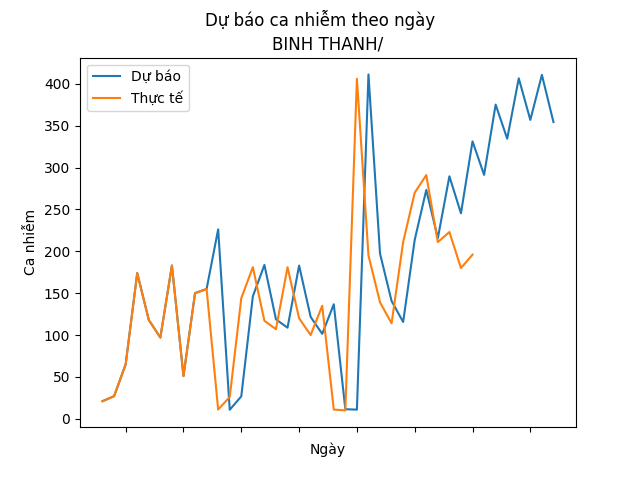 Dự báo ca nhiễm theo ngày
BINH THANH/
Dự báo
Thực tế
400
350
300
250
200
150
100
50
0
Ca nhiễm
Ngày